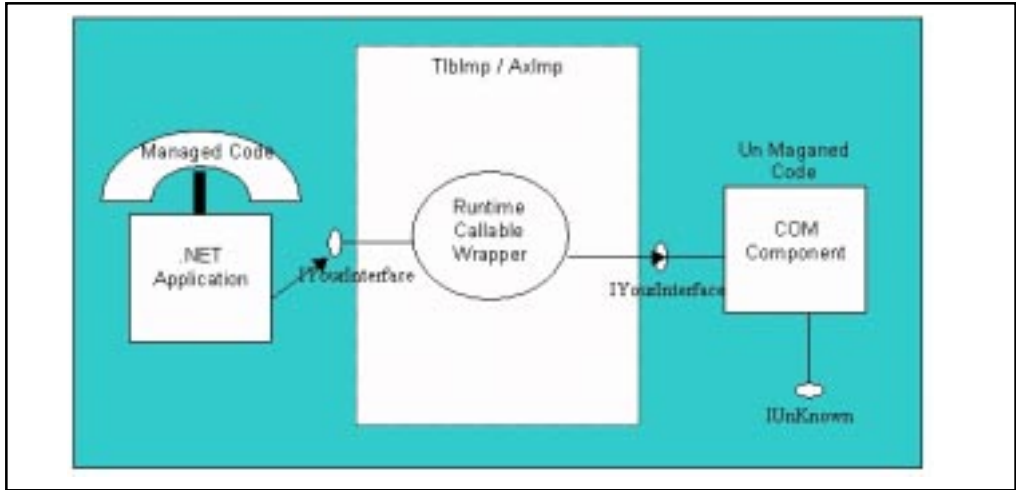 TlbImp / AxImp
Managed Code
.NET
Application
IYourInterface
Runtime
Callable
Wrapper
IYourInterface
Un Maganed
Code
COM
Component
IUnKnown